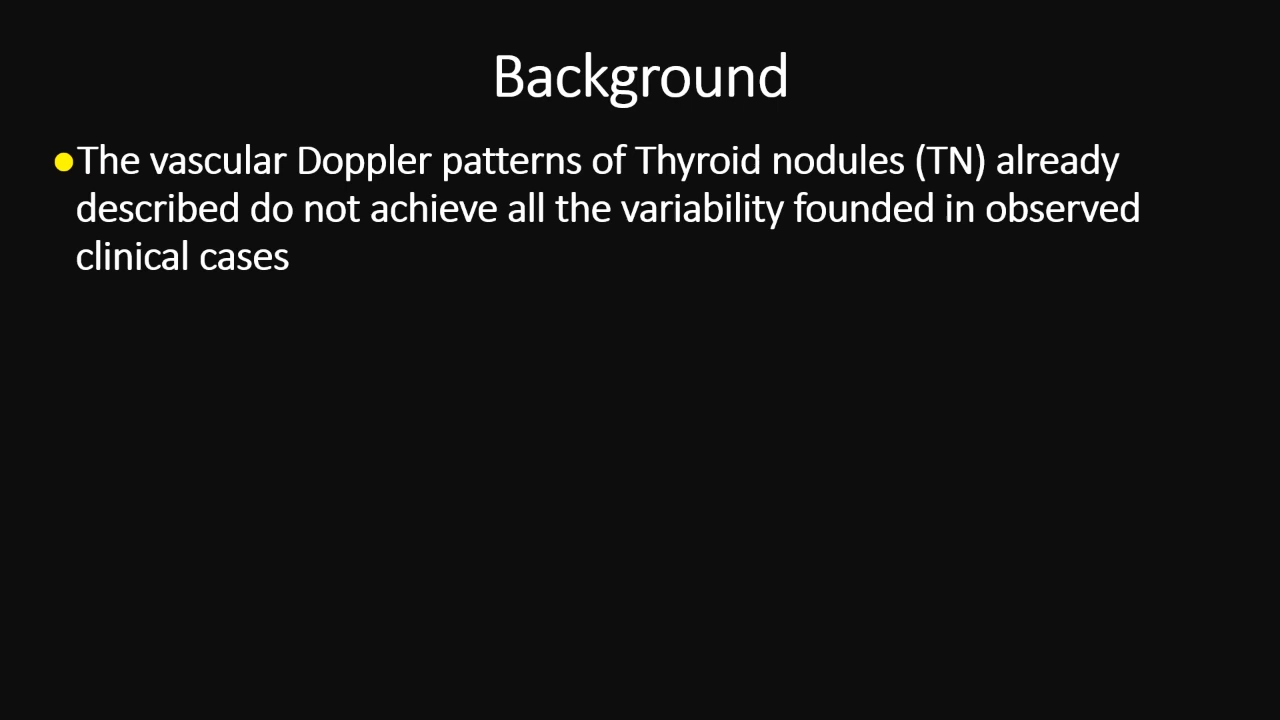 Background
●The vascular Doppler patterns of Thyroid nodules (TN) already
described do not achieve all the variability founded in observed
clinical cases